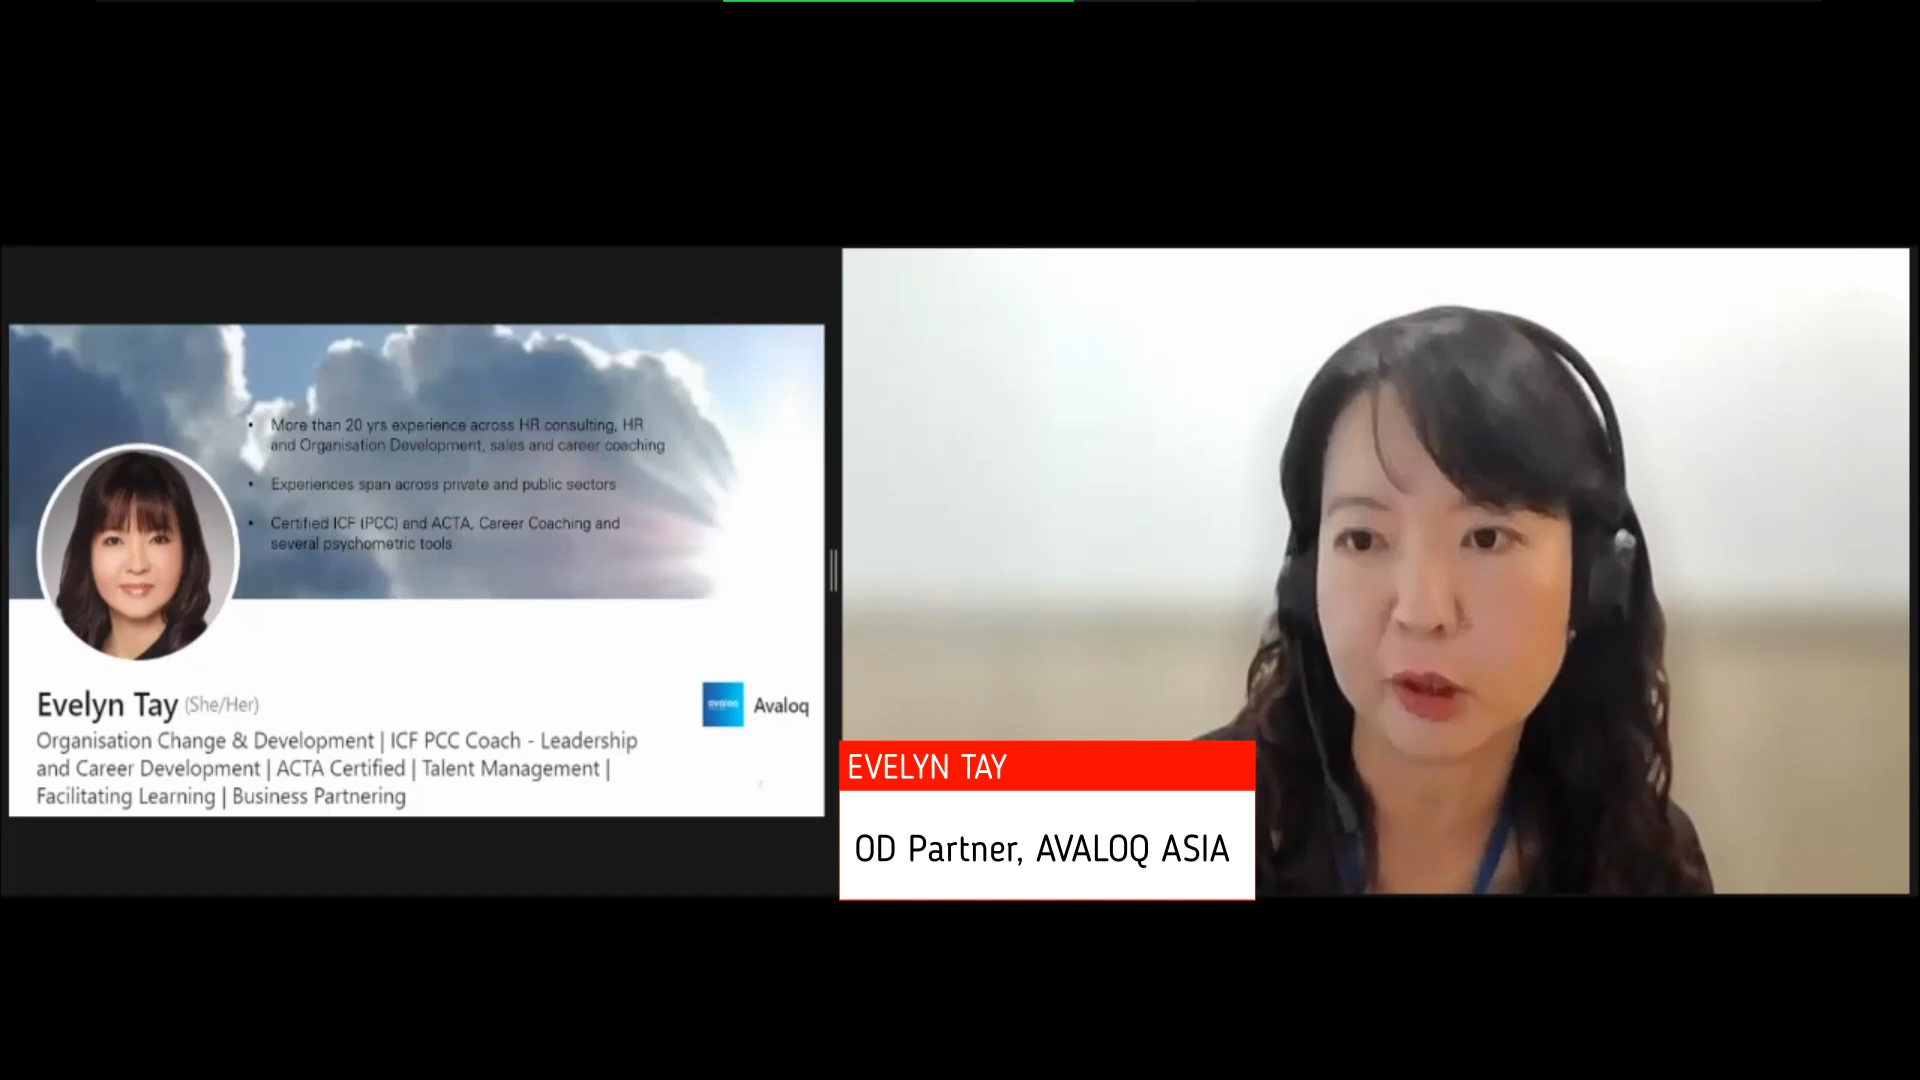 • More than 20 yrs experience across HR consulting, HR
and Organisation Development, sales and career coaching
• Experiences span across private and public sectors
• Certified ICF (PCC) and ACTA, Career Coaching and
several psychometric tools
Evelyn Tay (She/Her)
avaloq
Avaloq
Organisation Change & Development | ICF PCC Coach - Leadership
and Career Development | ACTA Certified | Talent Management |
Facilitating Learning | Business Partnering
EVELYN TAY
OD Partner, AVALOQ ASIA